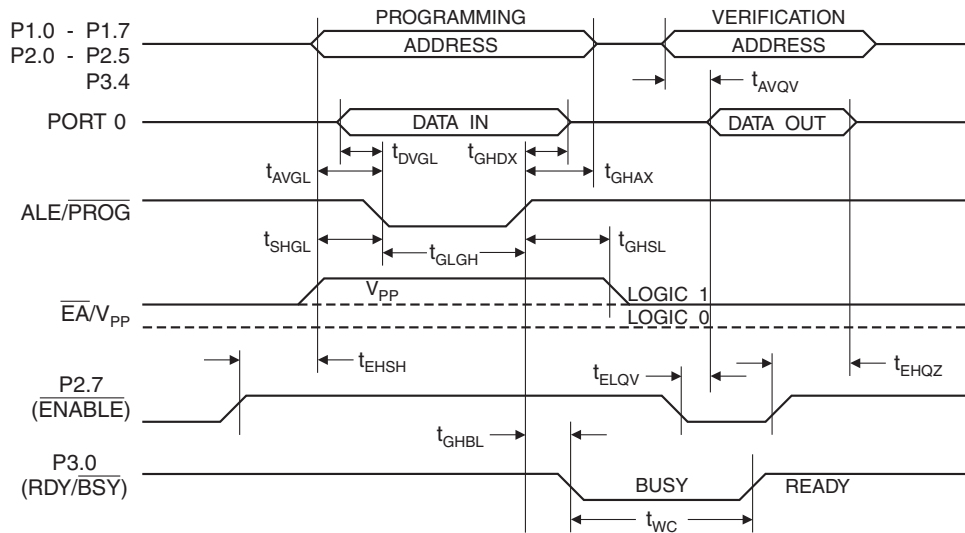 PROGRAMMING VERIFICATION
P1.0 - P1.7
P2.0 - P2.5
P3.4
ADDRESS ADDRESS
tAVQV
PORT 0 DATA IN DATA OUT
tDVGL tGHDX
tAVGL tGHAX
ALE/PROG
tSHGL tGLGH tGHSL
VPP LOGIC 1
EA/VPP LOGIC 0
tEHSH tELQV tEHQZ
P2.7
(ENABLE)
tGHBL
P3.0
(RDY/BSY) BUSY READY
tWC